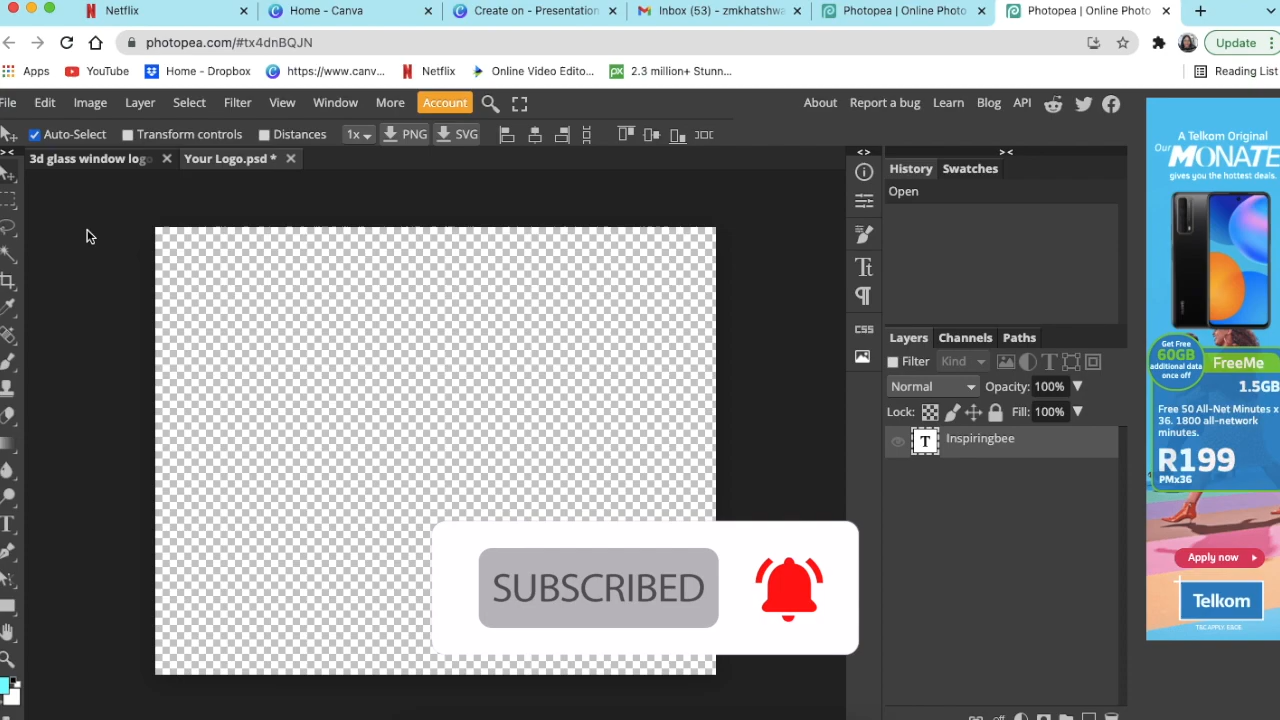 Netflix
Home - Canva
Create on - Presentation
Inbox (53) - zmkhatshwa
Photopea | Online Photo
Photopea | Online Photo
photopea.com/#tx4dnBQJN
Update
Apps
YouTube
Home - Dropbox
https://www.canv...
Netflix
Online Video Edito...
px
2.3 million+ Stunn...
Reading List
File
Edit
Image
Layer
Select
Filter
View
Window
More
Account
About
Report a bug
Learn
Blog
API
Auto-Select
Transform controls
Distances
1x
PNG
SVG
3d glass window logo
Your Logo.psd *
History
Swatches
Open
CSS
Layers
Channels
Paths
Filter
Kind
Normal
Opacity:
100%
Lock:
Fill:
100%
T
Inspiringbee
SUBSCRIBED
A Telkom Original
Our MONATE
gives you the hottest deals.
Get Free
60GB
additional data
once off
FreeMe
1.5GB
Free 50 All-Net Minutes x
36. 1800 all-network
minutes.
R199
PMx36
Apply now
Telkom
T&C APPLY. E&OE
off